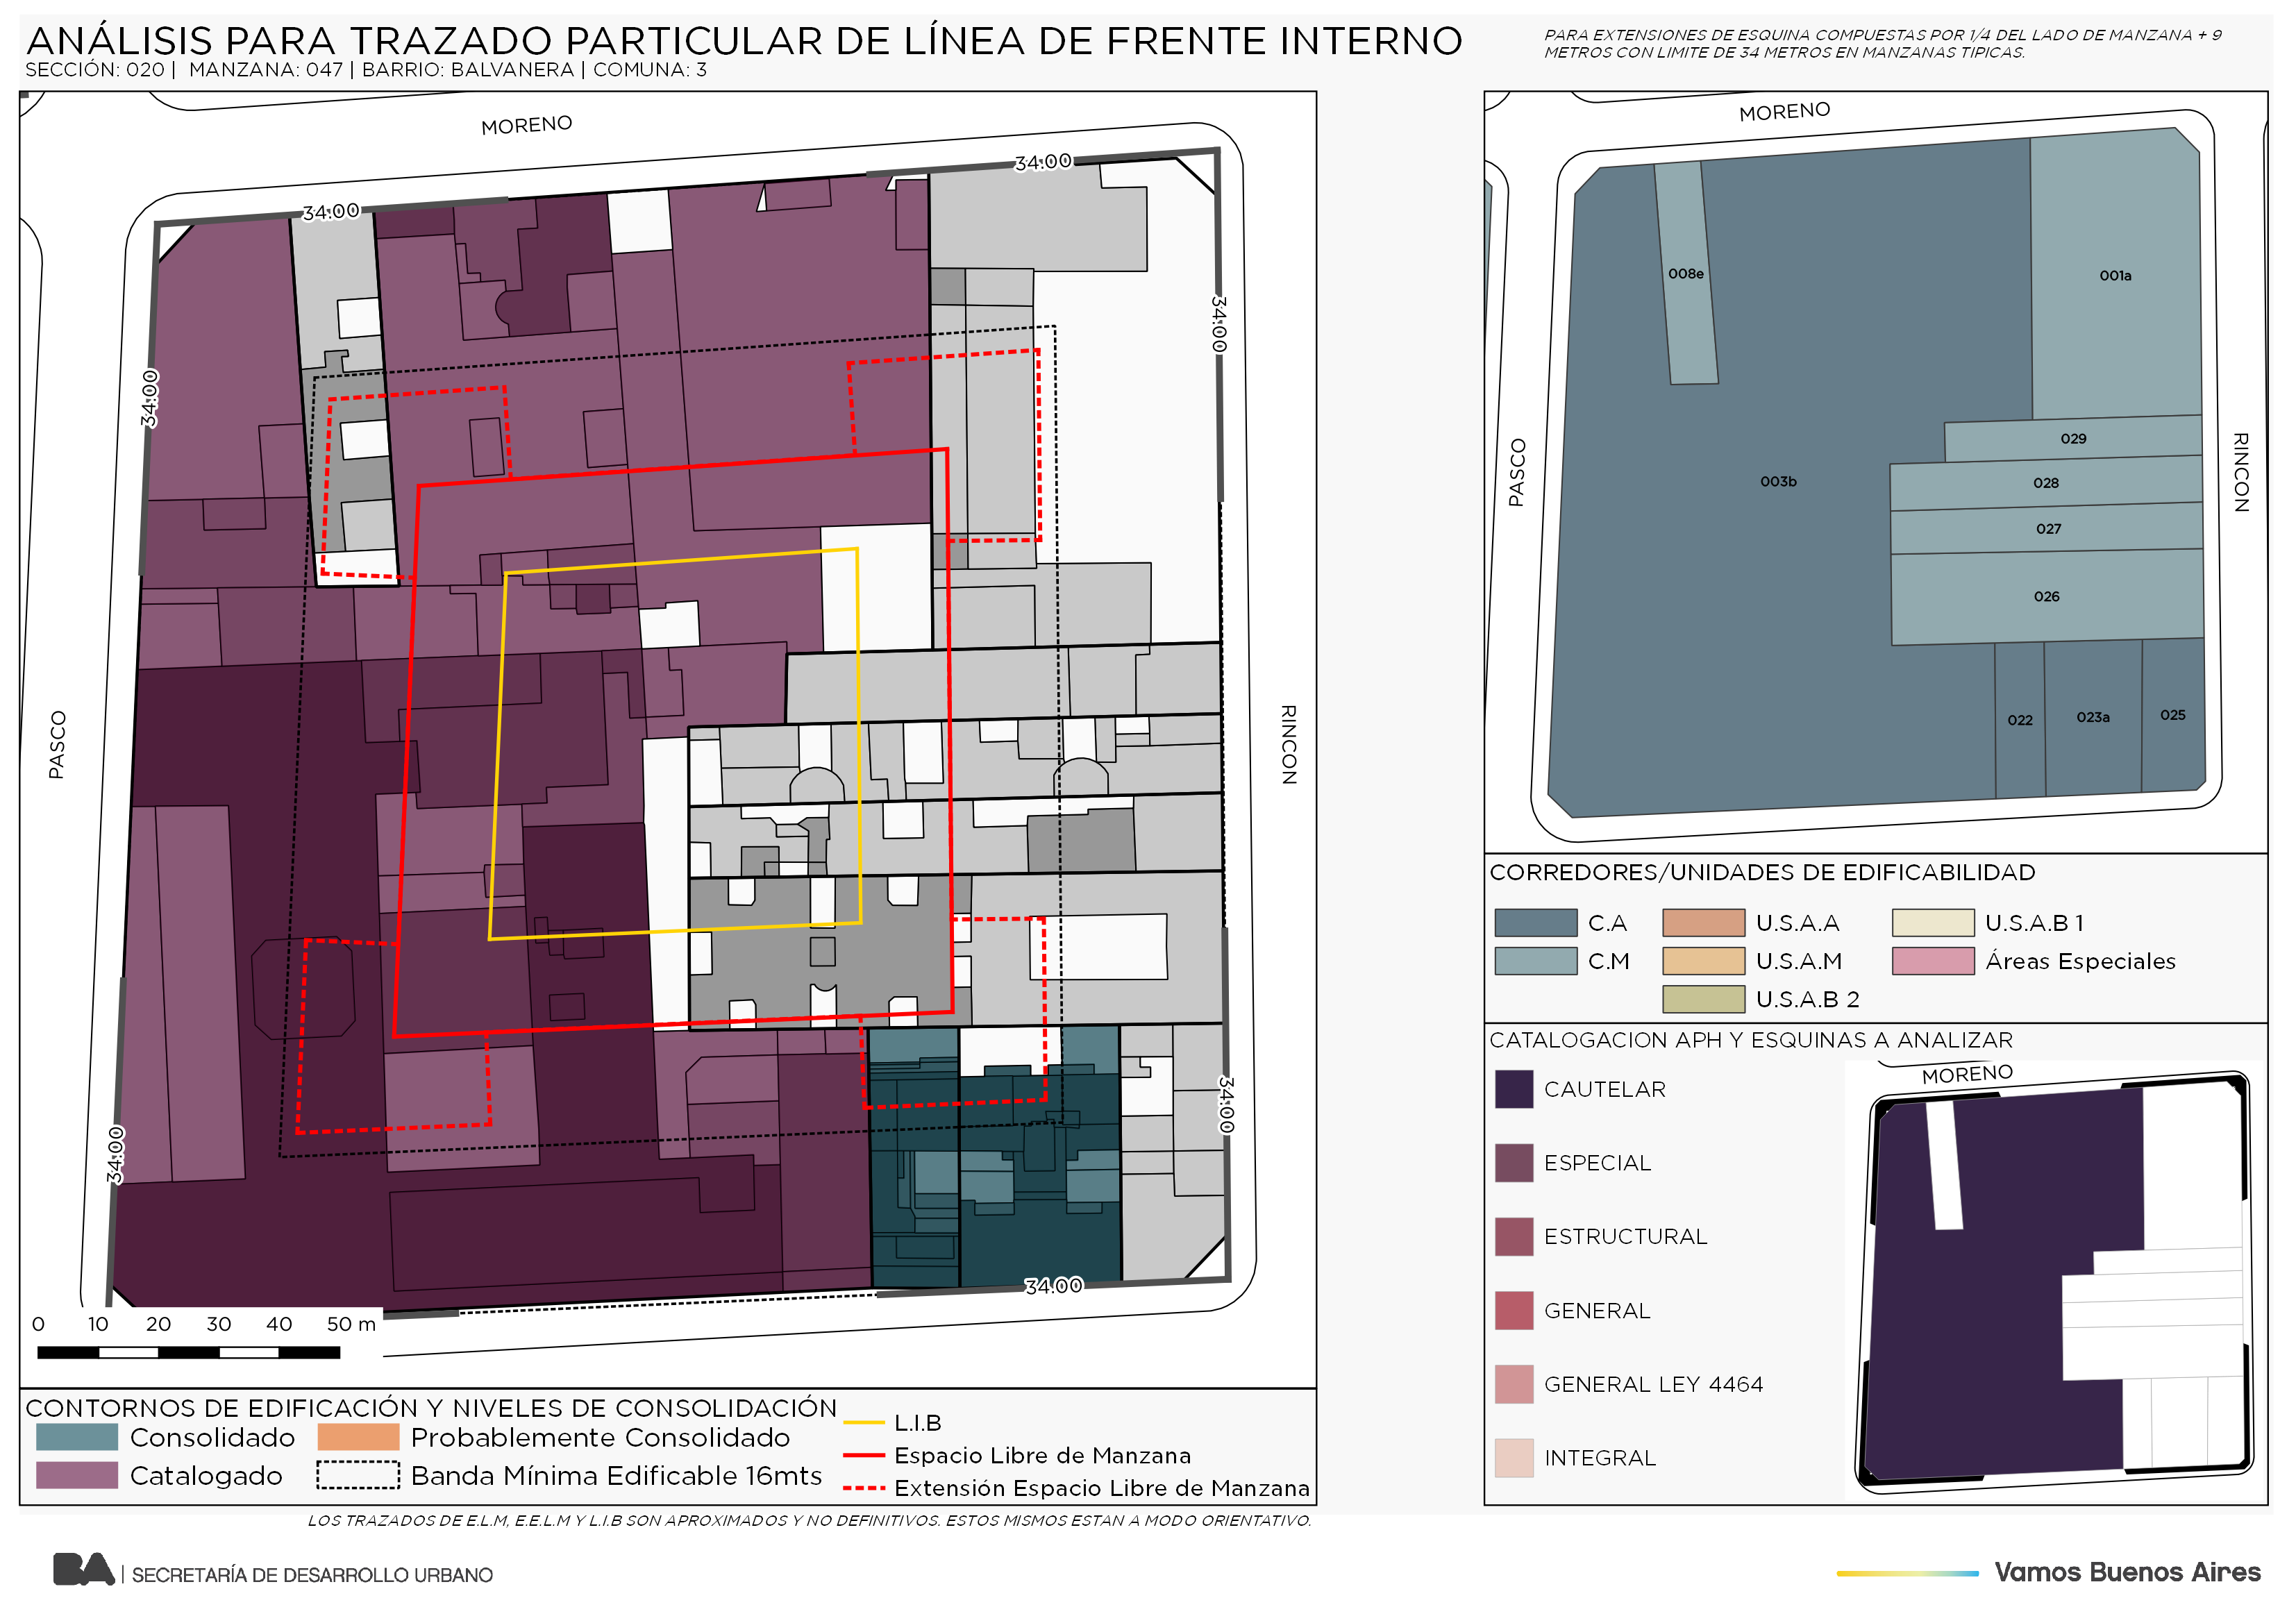 ANÁLISIS PARA TRAZADO PARTICULAR DE LÍNEA DE FRENTE INTERNO
SECCIÓN: 020 | MANZANA: 047 | BARRIO: BALVANERA | COMUNA: 3
PARA EXTENSIONES DE ESQUINA COMPUESTAS POR 1/4 DEL LADO DE MANZANA + 9
METROS CON LIMITE DE 34 METROS EN MANZANAS TIPICAS.
MORENO
34:00
34:00
34:00
34:00
PASCO
RINCON
34:00
34:00
34:00
0 10 20 30 40 50 m
CONTORNOS DE EDIFICACIÓN Y NIVELES DE CONSOLIDACIÓN
Consolidado
Probablemente Consolidado
Catalogado
Banda Mínima Edificable 16mts
L.I.B
Espacio Libre de Manzana
Extensión Espacio Libre de Manzana
LOS TRAZADOS DE E.L.M, E.E.L.M Y L.I.B SON APROXIMADOS Y NO DEFINITIVOS. ESTOS MISMOS ESTAN A MODO ORIENTATIVO.
MORENO
008e
001a
PASCO
RINCON
003b
029
028
027
026
022
023a
025
CORREDORES/UNIDADES DE EDIFICABILIDAD
C.A
U.S.A.A
U.S.A.B 1
C.M
U.S.A.M
Áreas Especiales
U.S.A.B 2
CATALOGACION APH Y ESQUINAS A ANALIZAR
MORENO
CAUTELAR
ESPECIAL
ESTRUCTURAL
GENERAL
GENERAL LEY 4464
INTEGRAL
BA | SECRETARÍA DE DESARROLLO URBANO
Vamos Buenos Aires